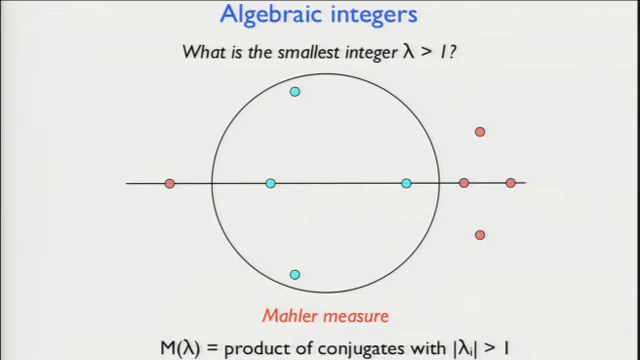 Algebraic integers
What is the smallest integer λ > 1?
Mahler measure
M(λ) = product of conjugates with |λᵢ| > 1